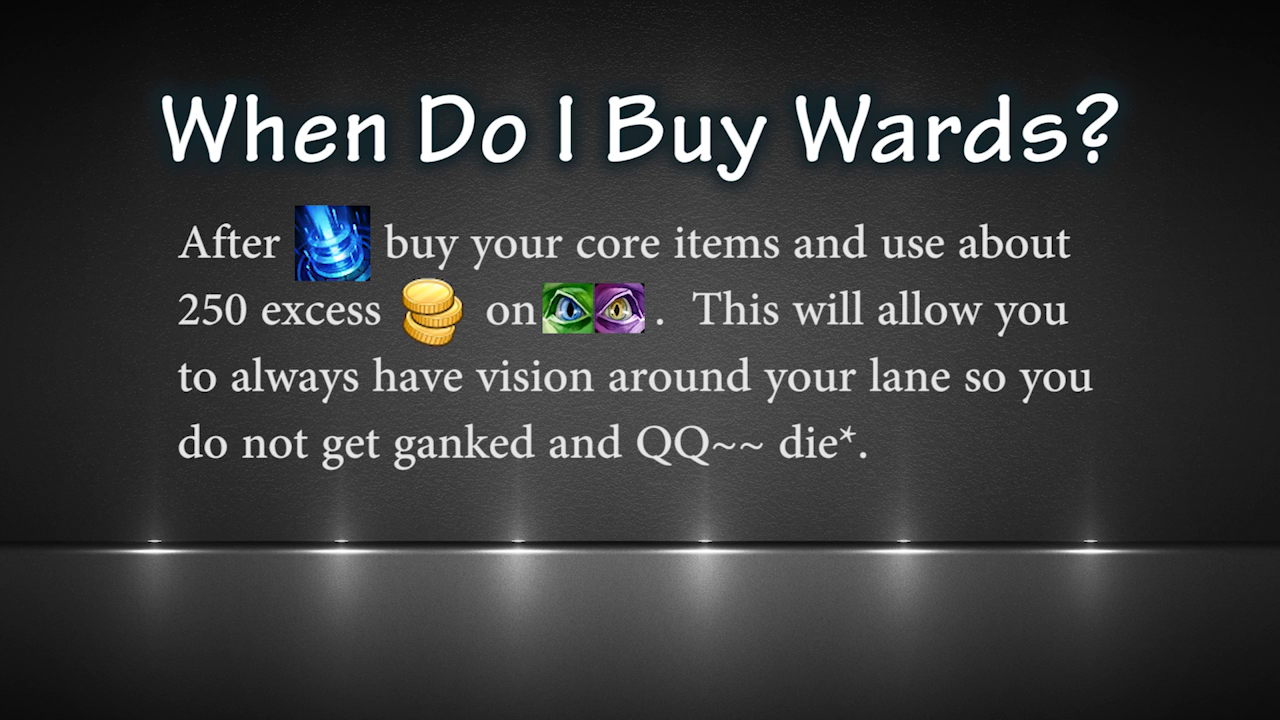 When Do I Buy Wards?
After buy your core items and use about
250 excess on . This will allow you
to always have vision around your lane so you
do not get ganked and QQ~~ die*.